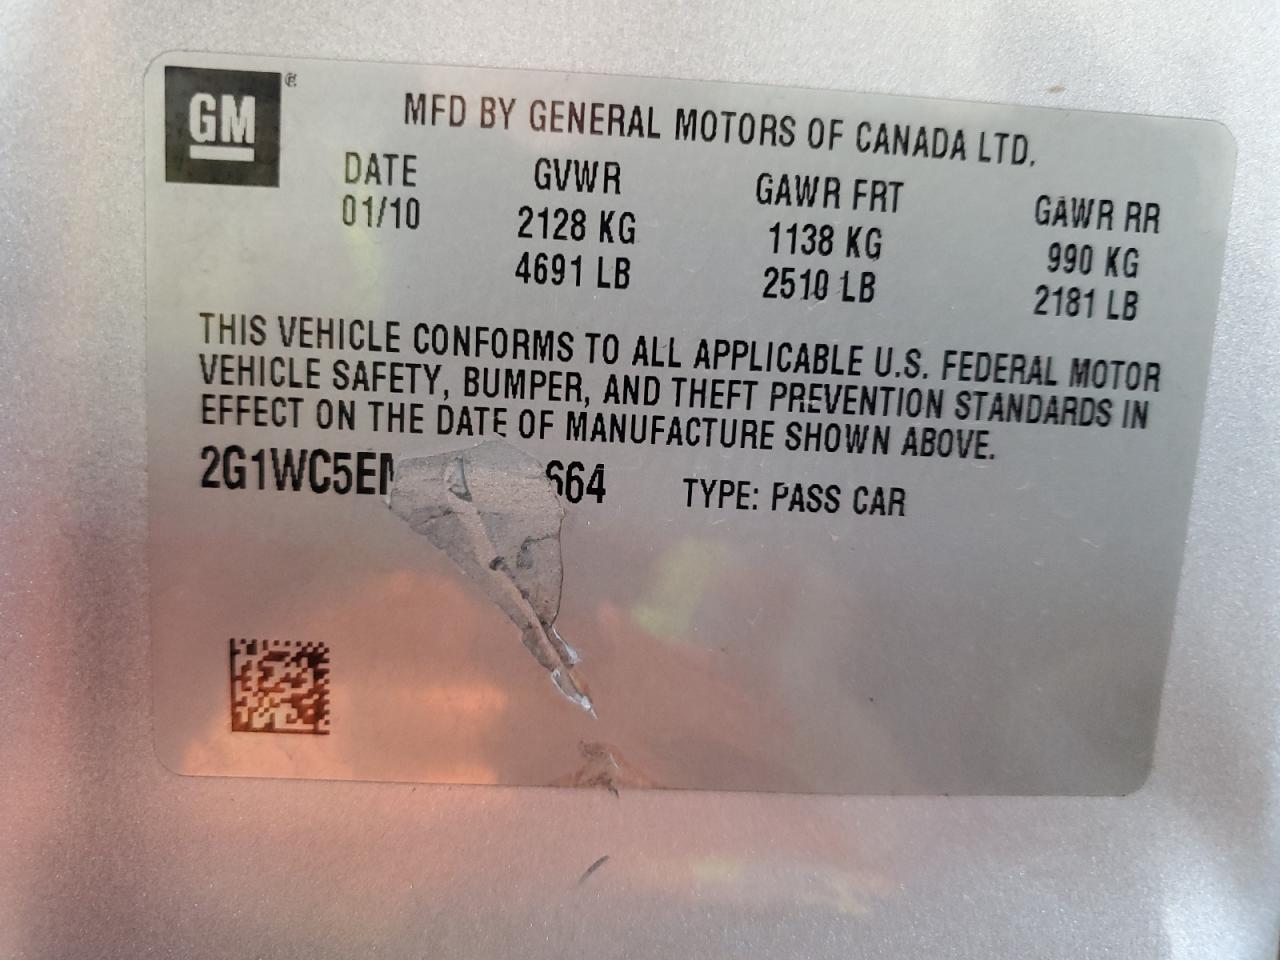 GM
MFD BY GENERAL MOTORS OF CANADA LTD.
DATE GVWR GAWR FRT GAWR RR
01/10 2128 KG 1138 KG 990 KG
4691 LB 2510 LB 2181 LB
THIS VEHICLE CONFORMS TO ALL APPLICABLE U.S. FEDERAL MOTOR
VEHICLE SAFETY, BUMPER, AND THEFT PREVENTION STANDARDS IN
EFFECT ON THE DATE OF MANUFACTURE SHOWN ABOVE.
2G1WC5E 664 TYPE: PASS CAR